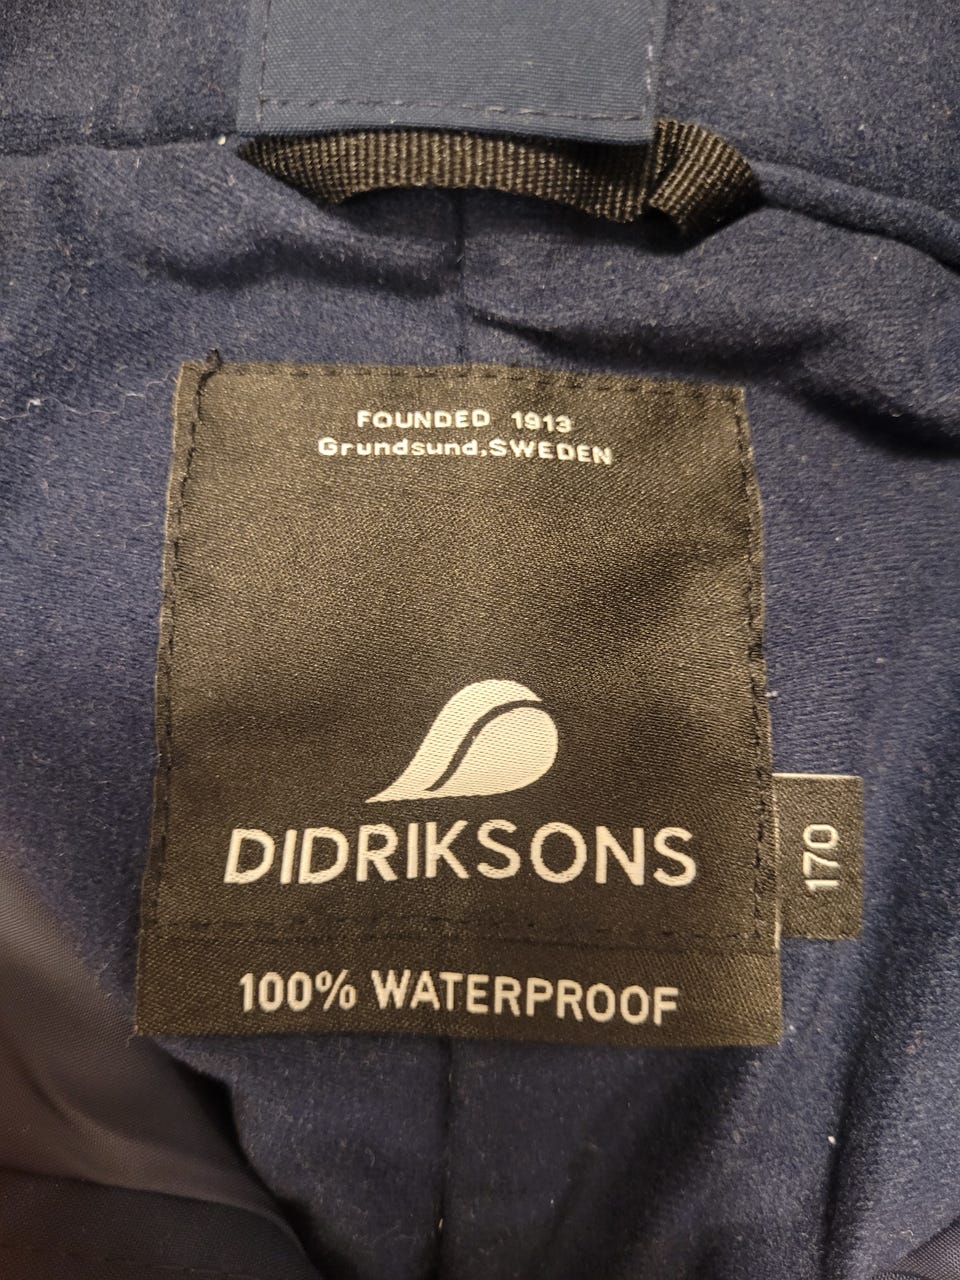 FOUNDED 1913
Grundsund,SWEDEN
DIDRIKSONS
170
100% WATERPROOF